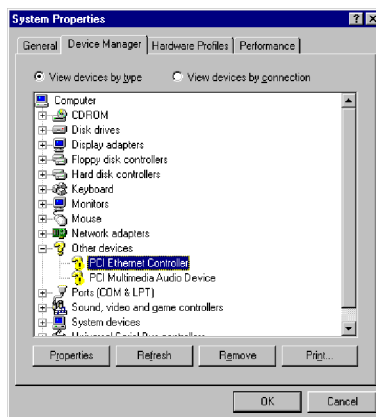 System Properties
General Device Manager Hardware Profiles Performance
View devices by type View devices by connection
Computer
CDROM
Disk drives
Display adapters
Floppy disk controllers
Hard disk controllers
Keyboard
Monitors
Mouse
Network adapters
Other devices
PCI Ethernet Controller
PCI Multimedia Audio Device
Ports (COM & LPT)
Sound, video and game controllers
System devices
Properties Refresh Remove Print...
OK Cancel